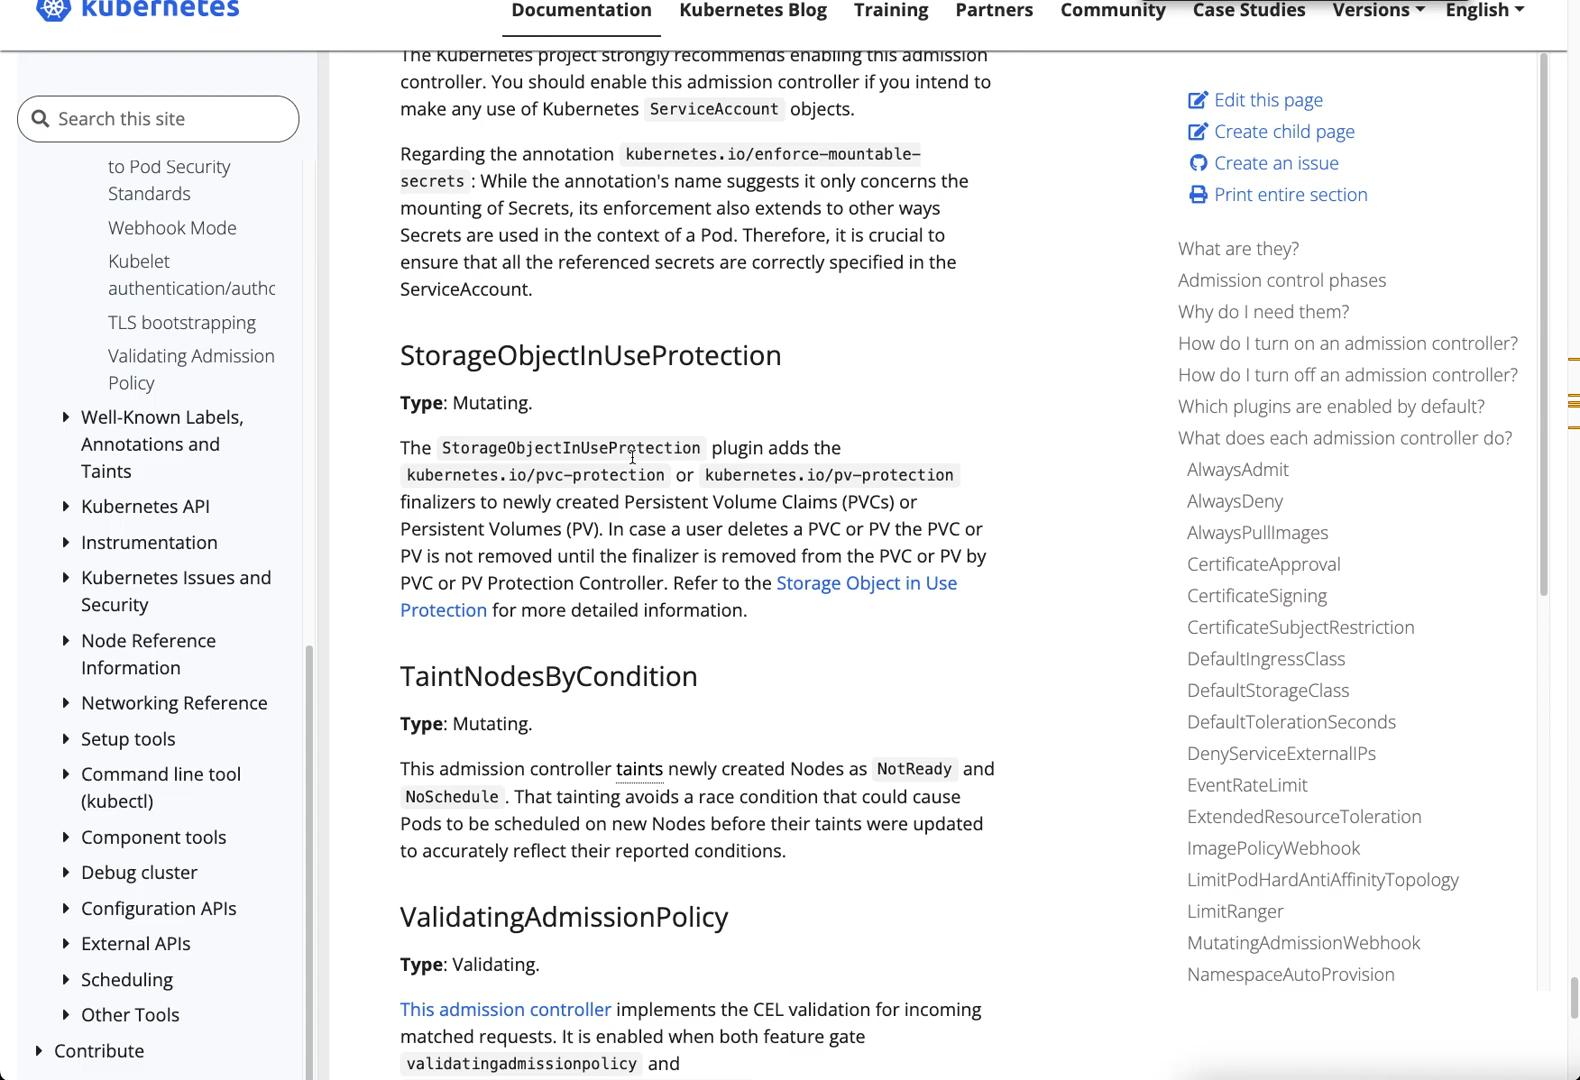 kubernetes
Documentation
Kubernetes Blog
Training
Partners
Community
Case Studies
Versions
English
Search this site
to Pod Security
Standards
Webhook Mode
Kubelet
authentication/autho
TLS bootstrapping
Validating Admission
Policy
Well-Known Labels,
Annotations and
Taints
Kubernetes API
Instrumentation
Kubernetes Issues and
Security
Node Reference
Information
Networking Reference
Setup tools
Command line tool
(kubectl)
Component tools
Debug cluster
Configuration APIs
External APIs
Scheduling
Other Tools
Contribute
The Kubernetes project strongly recommends enabling this admission
controller. You should enable this admission controller if you intend to
make any use of Kubernetes ServiceAccount objects.
Regarding the annotation kubernetes.io/enforce-mountable-
secrets : While the annotation's name suggests it only concerns the
mounting of Secrets, its enforcement also extends to other ways
Secrets are used in the context of a Pod. Therefore, it is crucial to
ensure that all the referenced secrets are correctly specified in the
ServiceAccount.
StorageObjectInUseProtection
Type: Mutating.
The StorageObjectInUseProtection plugin adds the
kubernetes.io/pvc-protection or kubernetes.io/pv-protection
finalizers to newly created Persistent Volume Claims (PVCs) or
Persistent Volumes (PV). In case a user deletes a PVC or PV the PVC or
PV is not removed until the finalizer is removed from the PVC or PV by
PVC or PV Protection Controller. Refer to the Storage Object in Use
Protection for more detailed information.
TaintNodesByCondition
Type: Mutating.
This admission controller taints newly created Nodes as NotReady and
NoSchedule . That tainting avoids a race condition that could cause
Pods to be scheduled on new Nodes before their taints were updated
to accurately reflect their reported conditions.
ValidatingAdmissionPolicy
Type: Validating.
This admission controller implements the CEL validation for incoming
matched requests. It is enabled when both feature gate
validatingadmissionpolicy and
Edit this page
Create child page
Create an issue
Print entire section
What are they?
Admission control phases
Why do I need them?
How do I turn on an admission controller?
How do I turn off an admission controller?
Which plugins are enabled by default?
What does each admission controller do?
AlwaysAdmit
AlwaysDeny
AlwaysPullImages
CertificateApproval
CertificateSigning
CertificateSubjectRestriction
DefaultIngressClass
DefaultStorageClass
DefaultTolerationSeconds
DenyServiceExternalIPs
EventRateLimit
ExtendedResourceToleration
ImagePolicyWebhook
LimitPodHardAntiAffinityTopology
LimitRanger
MutatingAdmissionWebhook
NamespaceAutoProvision